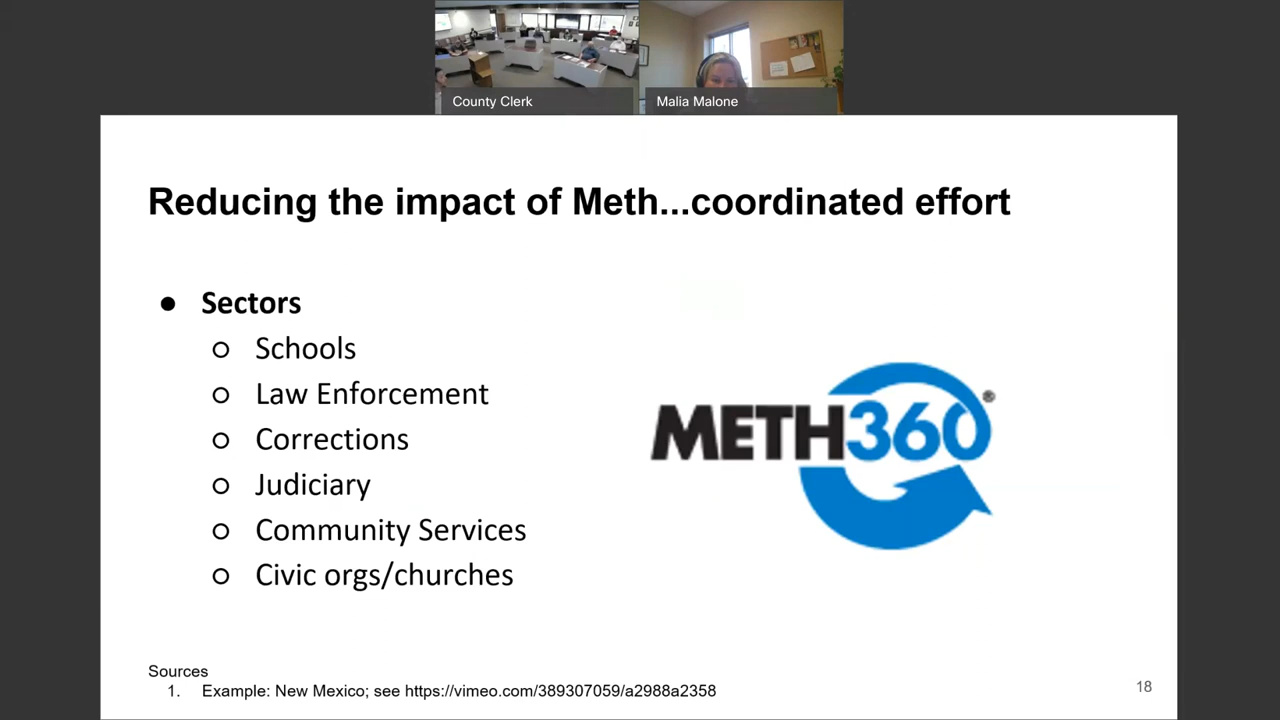 County Clerk
Malia Malone
Reducing the impact of Meth...coordinated effort
● Sectors
○ Schools
○ Law Enforcement
○ Corrections
○ Judiciary
○ Community Services
○ Civic orgs/churches
METH360®
Sources
1. Example: New Mexico; see https://vimeo.com/389307059/a2988a2358
18